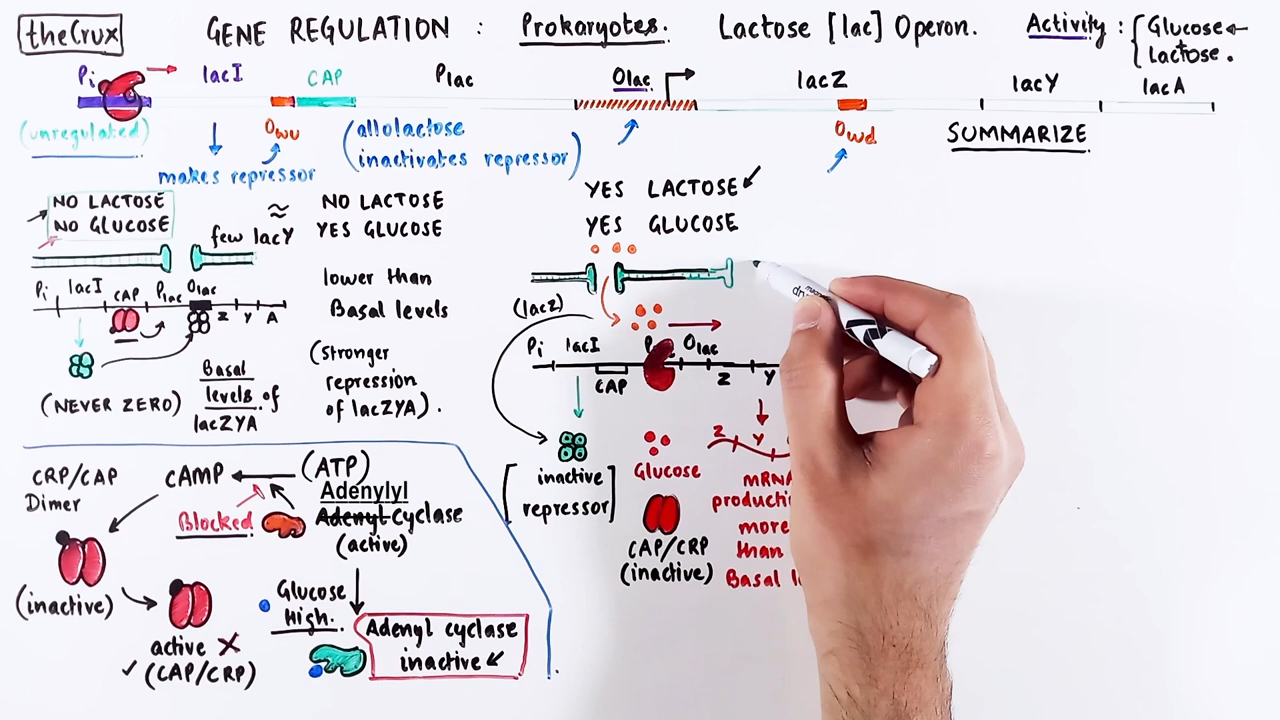 theCrux
GENE REGULATION : Prokaryotes. Lactose [lac] Operon. Activity : { Glucose
+
Lactose .
Pi lacI CAP Plac Olac lacZ lacY lacA
(unregulated) Owu (allolactose Owd SUMMARIZE
makes repressor inactivates repressor)
NO LACTOSE
NO GLUCOSE
≈ NO LACTOSE
YES GLUCOSE
few lacY
Pi lacI CAP Plac Olac Z Y A
(NEVER ZERO)
Basal
levels of
lacZYA
lower than
Basal levels
(stronger
repression
of lacZYA).
YES LACTOSE
YES GLUCOSE
(lacZ)
Pi lacI Olac
CAP Z Y
[inactive
repressor]
Glucose
CAP/CRP
(inactive)
Z Y
mRNA
more
than
Basal
CRP/CAP
Dimer
cAMP (ATP)
Adenylyl
Adenyl Cyclase
(active)
Blocked
(inactive)
active X
✓ (CAP/CRP)
Glucose
High.
Adenyl cyclase
inactive